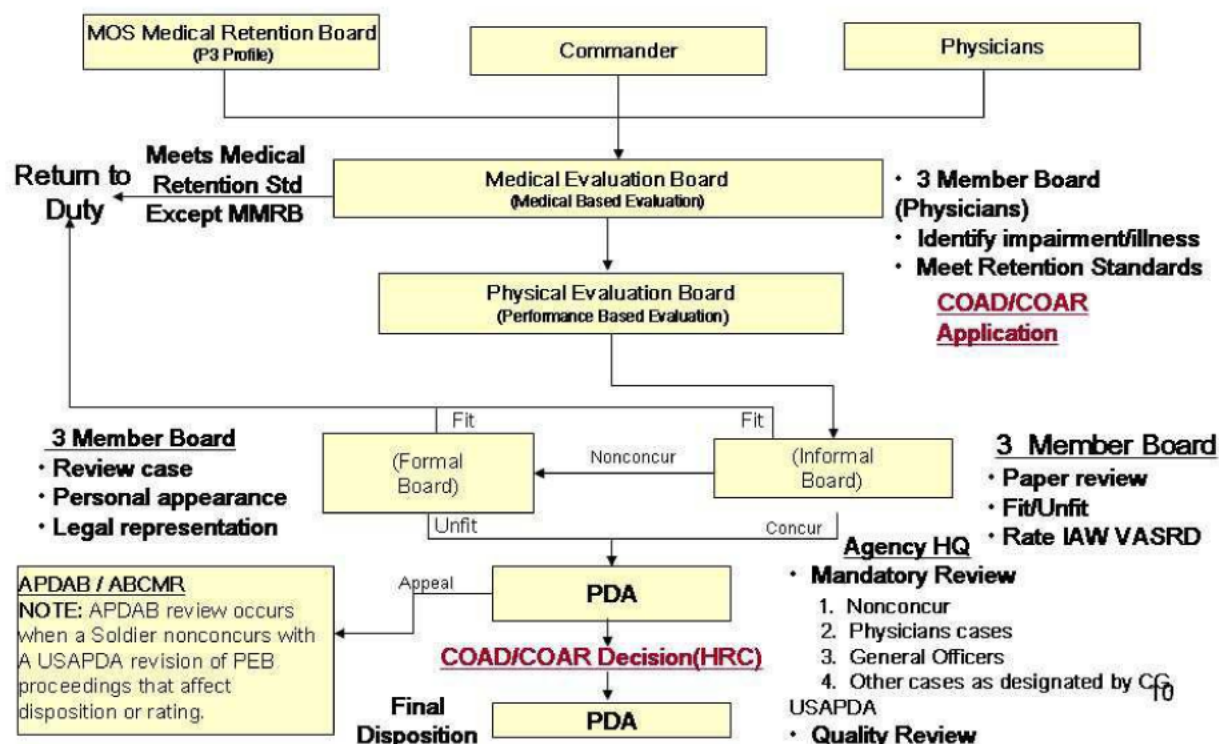 MOS Medical Retention Board
(P3 Profile)
Commander
Physicians
Return to
Duty
Meets Medical
Retention Std
Except MMRB
Medical Evaluation Board
(Medical Based Evaluation)
· 3 Member Board
(Physicians)
· Identify impairment/illness
· Meet Retention Standards
COAD/COAR
Application
Physical Evaluation Board
(Performance Based Evaluation)
Fit
Fit
3 Member Board
· Review case
· Personal appearance
· Legal representation
(Formal
Board)
Nonconcur
(Informal
Board)
3 Member Board
· Paper review
· Fit/Unfit
· Rate IAW VASRD
Unfit
Concur
Agency HQ
· Mandatory Review
1. Nonconcur
2. Physicians cases
3. General Officers
4. Other cases as designated by CG
USAPDA
· Quality Review
10
APDAB / ABCMR
NOTE: APDAB review occurs
when a Soldier nonconcurs with
A USAPDA revision of PEB
proceedings that affect
disposition or rating.
Appeal
PDA
COAD/COAR Decision(HRC)
Final
Disposition
PDA